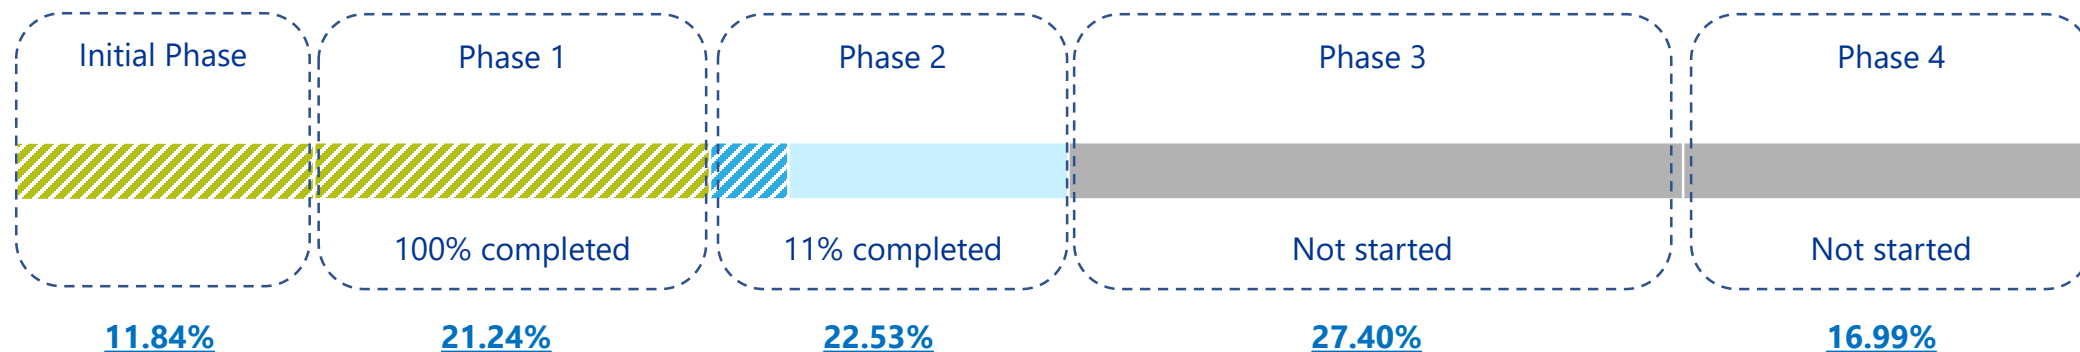 Initial Phase
Phase 1
Phase 2
Phase 3
Phase 4
100% completed
11% completed
Not started
Not started
11.84%
21.24%
22.53%
27.40%
16.99%